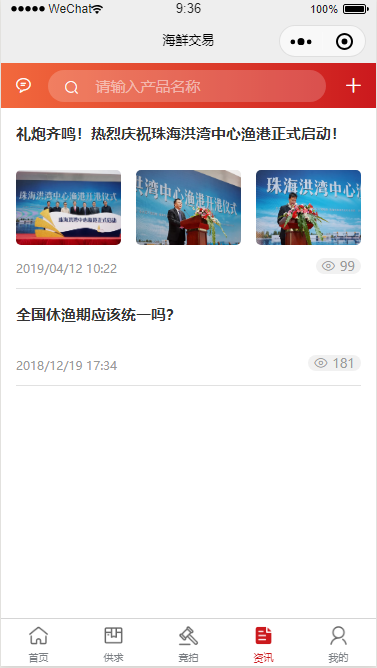 WeChat
9:36
100%
海鲜交易
请输入产品名称
礼炮齐鸣！热烈庆祝珠海洪湾中心渔港正式启动！
珠海洪湾中心渔港开港仪式
洪湾中心渔港开港仪式
珠海洪湾中心渔
2019/04/12 10:22
99
全国休渔期应该统一吗?
2018/12/19 17:34
181
首页
供求
竞拍
资讯
我的